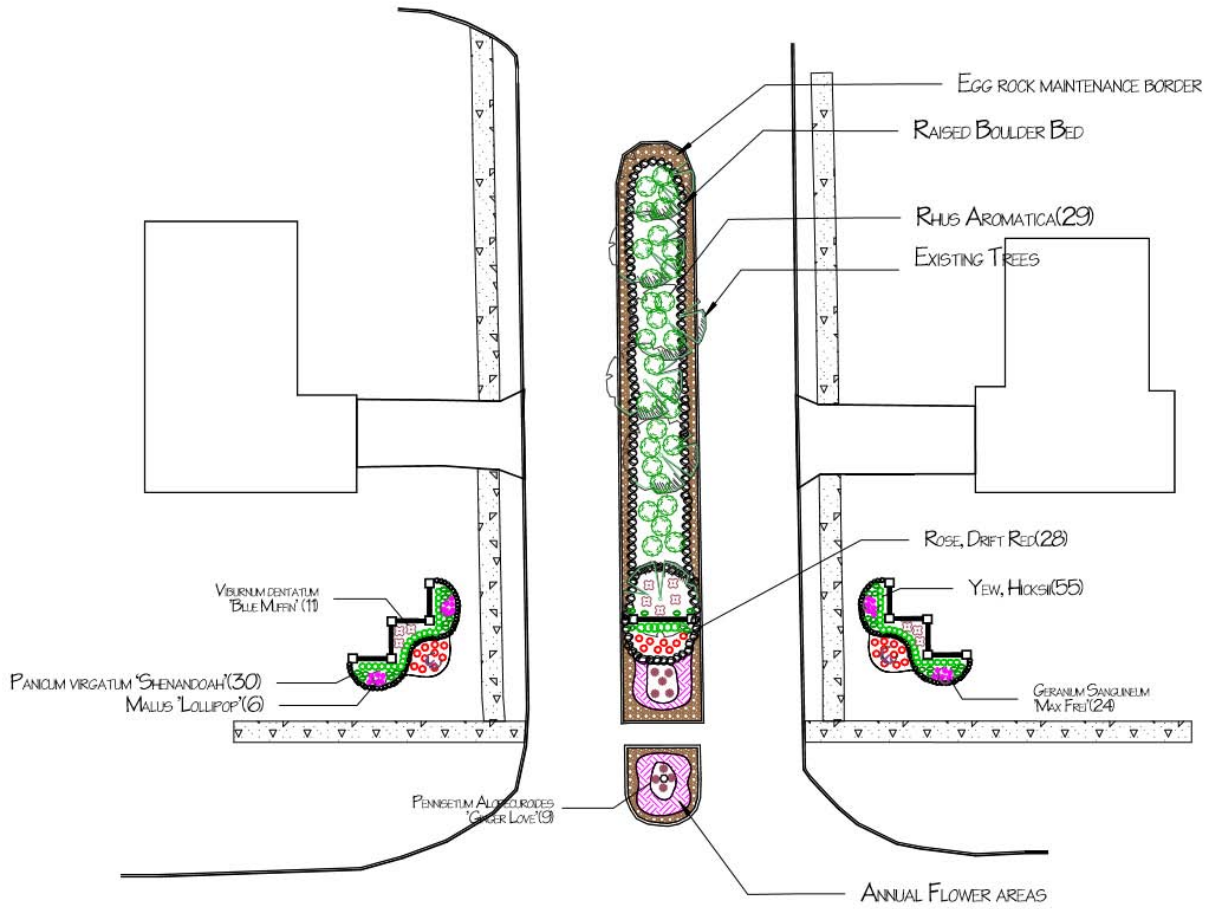 Egg rock maintenance border
Raised Boulder Bed
Rhus Aromatica(29)
Existing Trees
Rose, Drift Red(28)
Viburnum dentatum
'Blue Muffin' (11)
Yew, Hicksii(55)
Panicum virgatum 'Shenandoah'(30)
Malus 'Lollipop'(6)
Geranium Sanguineum
'Max Frei'(24)
Pennisetum Alopecuroides
'Ginger Love'(9)
Annual Flower areas